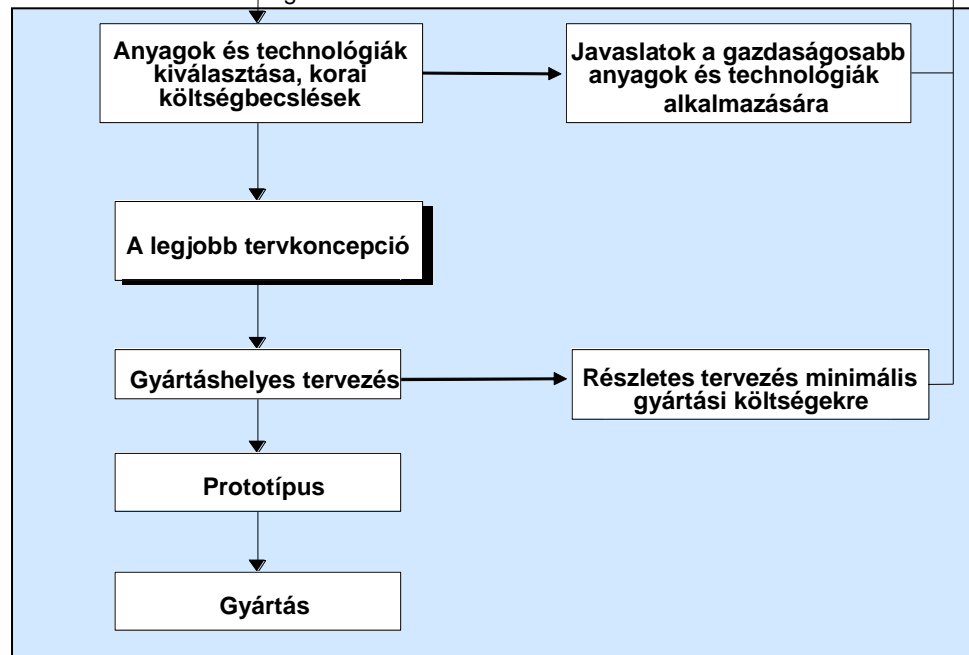 Anyagok és technológiák
kiválasztása, korai
költségbecslések
Javaslatok a gazdaságosabb
anyagok és technológiák
alkalmazására
A legjobb tervkoncepció
Gyártáshelyes tervezés
Részletes tervezés minimális
gyártási költségekre
Prototípus
Gyártás